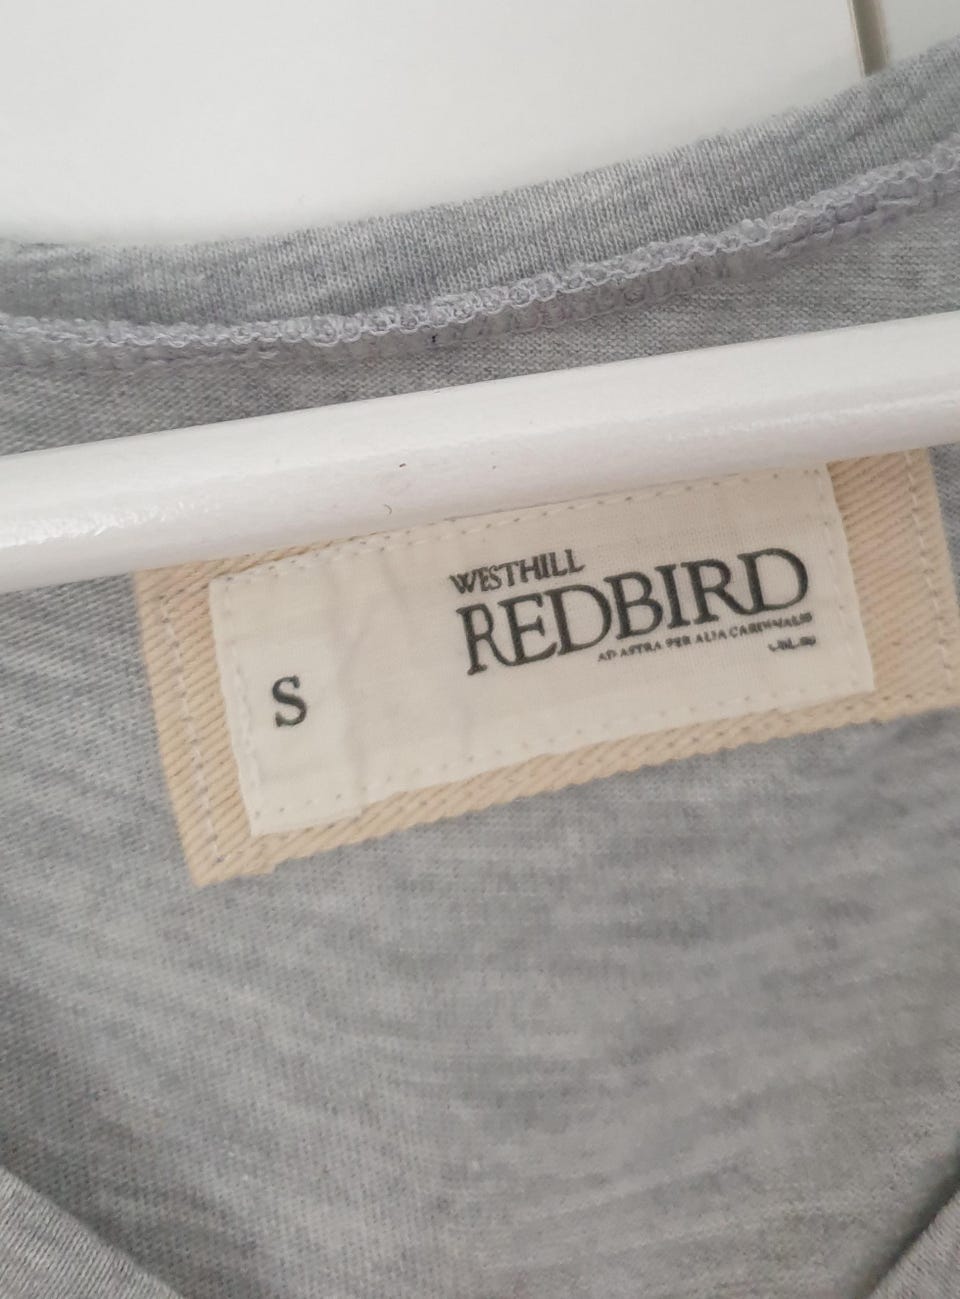 WESTHILL
REDBIRD
AD ASTRA PER ALIA CARDINALIS
S